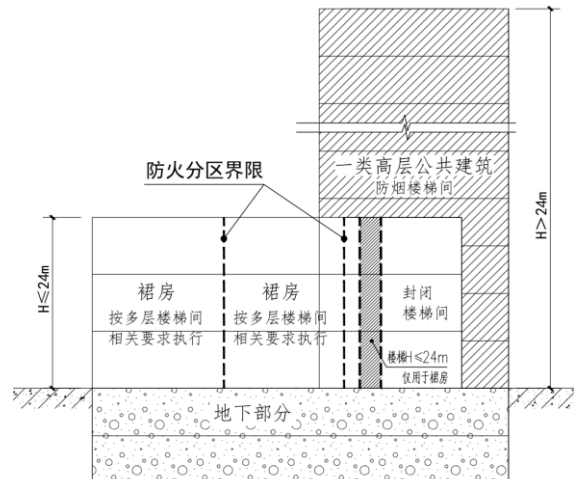 一类高层公共建筑
防烟楼梯间
防火分区界限
H≤24m
H>24m
裙房
按多层楼梯间
相关要求执行
裙房
按多层楼梯间
相关要求执行
封闭
楼梯间
楼梯H≤24m
仅用于裙房
地下部分